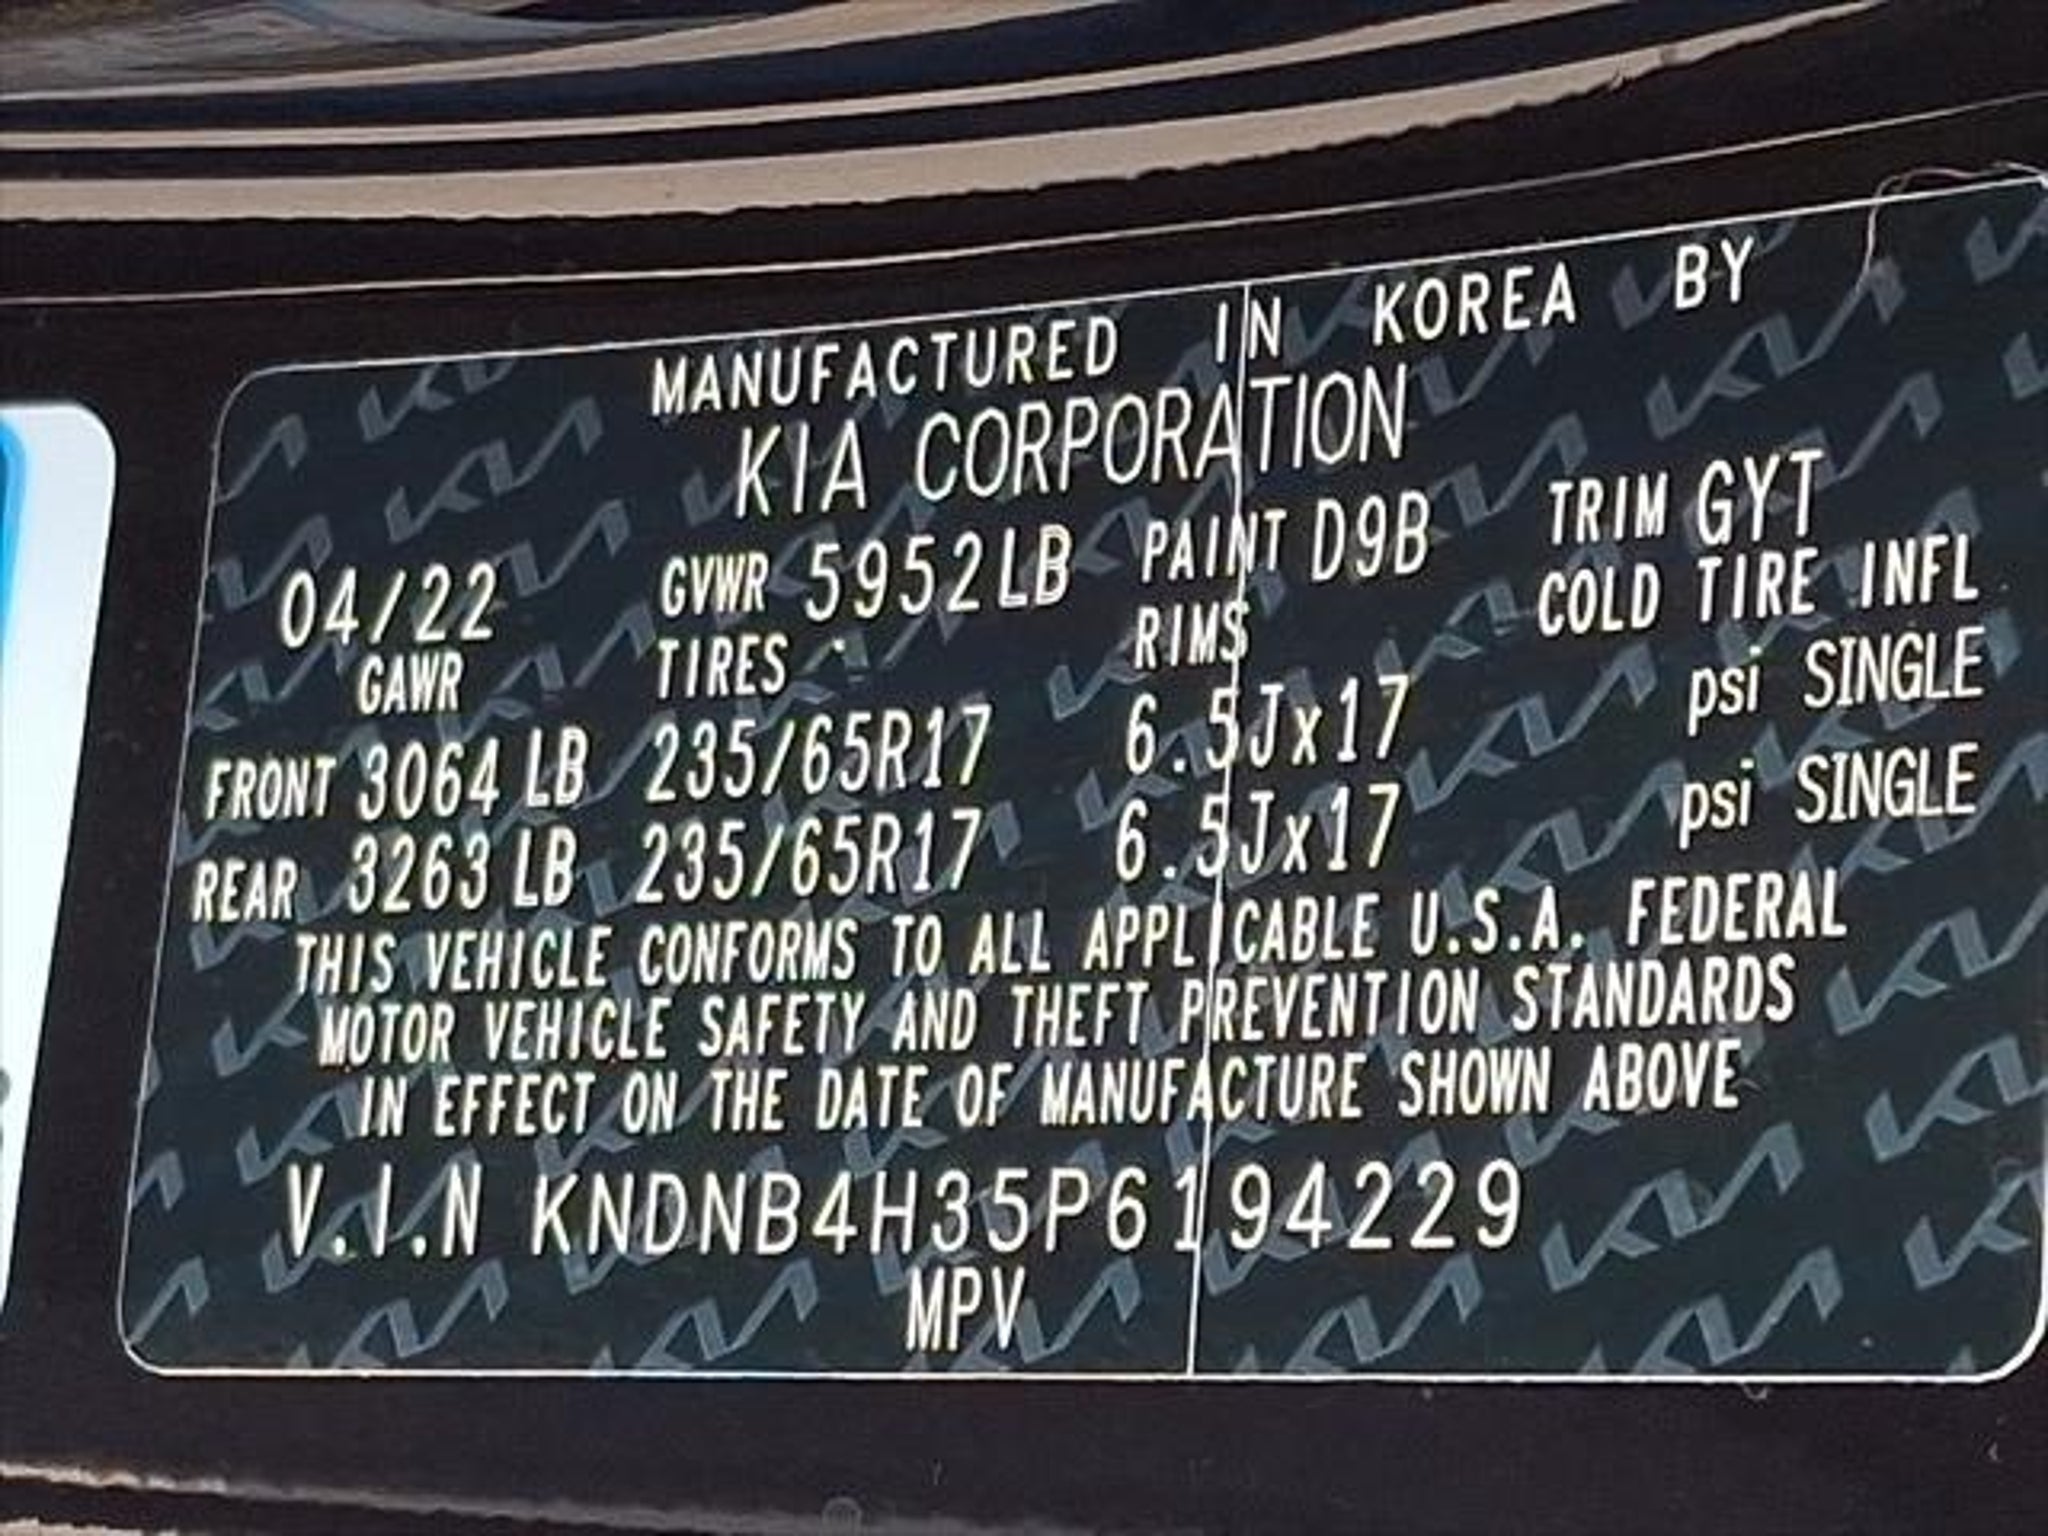 MANUFACTURED IN KOREA BY
KIA CORPORATION
04/22 GVWR 5952LB PAINT D9B TRIM GYT
GAWR TIRES RIMS COLD TIRE INFL
FRONT 3064 LB 235/65R17 6.5Jx17 psi SINGLE
REAR 3263 LB 235/65R17 6.5Jx17 psi SINGLE
THIS VEHICLE CONFORMS TO ALL APPLICABLE U.S.A. FEDERAL
MOTOR VEHICLE SAFETY AND THEFT PREVENTION STANDARDS
IN EFFECT ON THE DATE OF MANUFACTURE SHOWN ABOVE
V.I.N KNDNB4H35P6194229
MPV